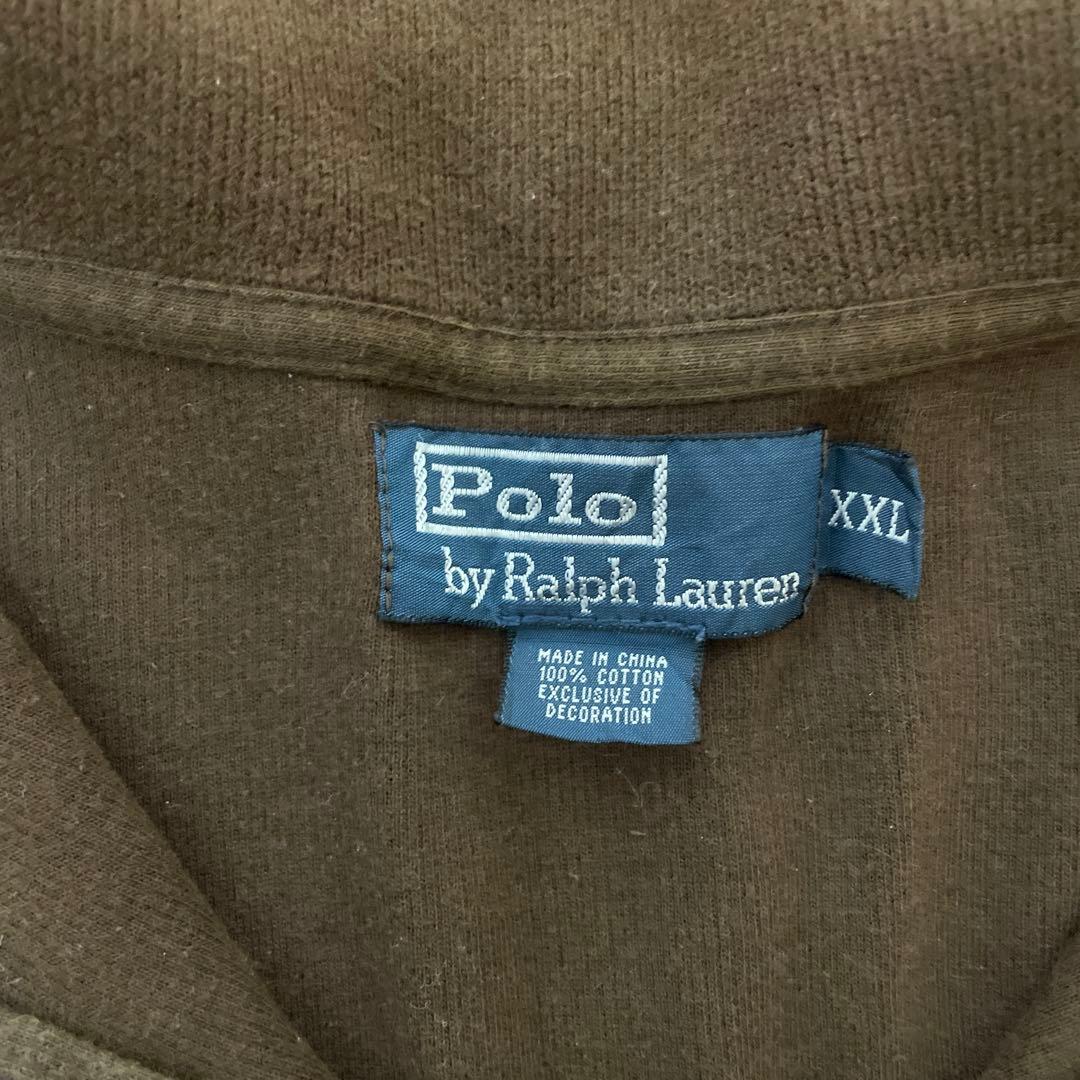 Polo
by Ralph Lauren
XXL
MADE IN CHINA
100% COTTON
EXCLUSIVE OF
DECORATION